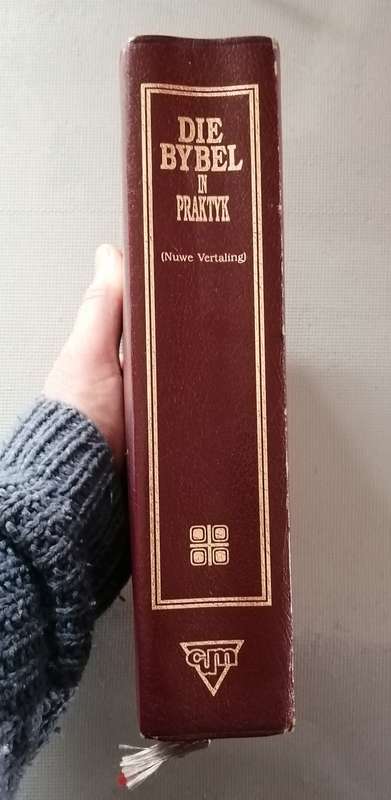 DIE
BYBEL
IN
PRAKTYK
(Nuwe Vertaling)
cum